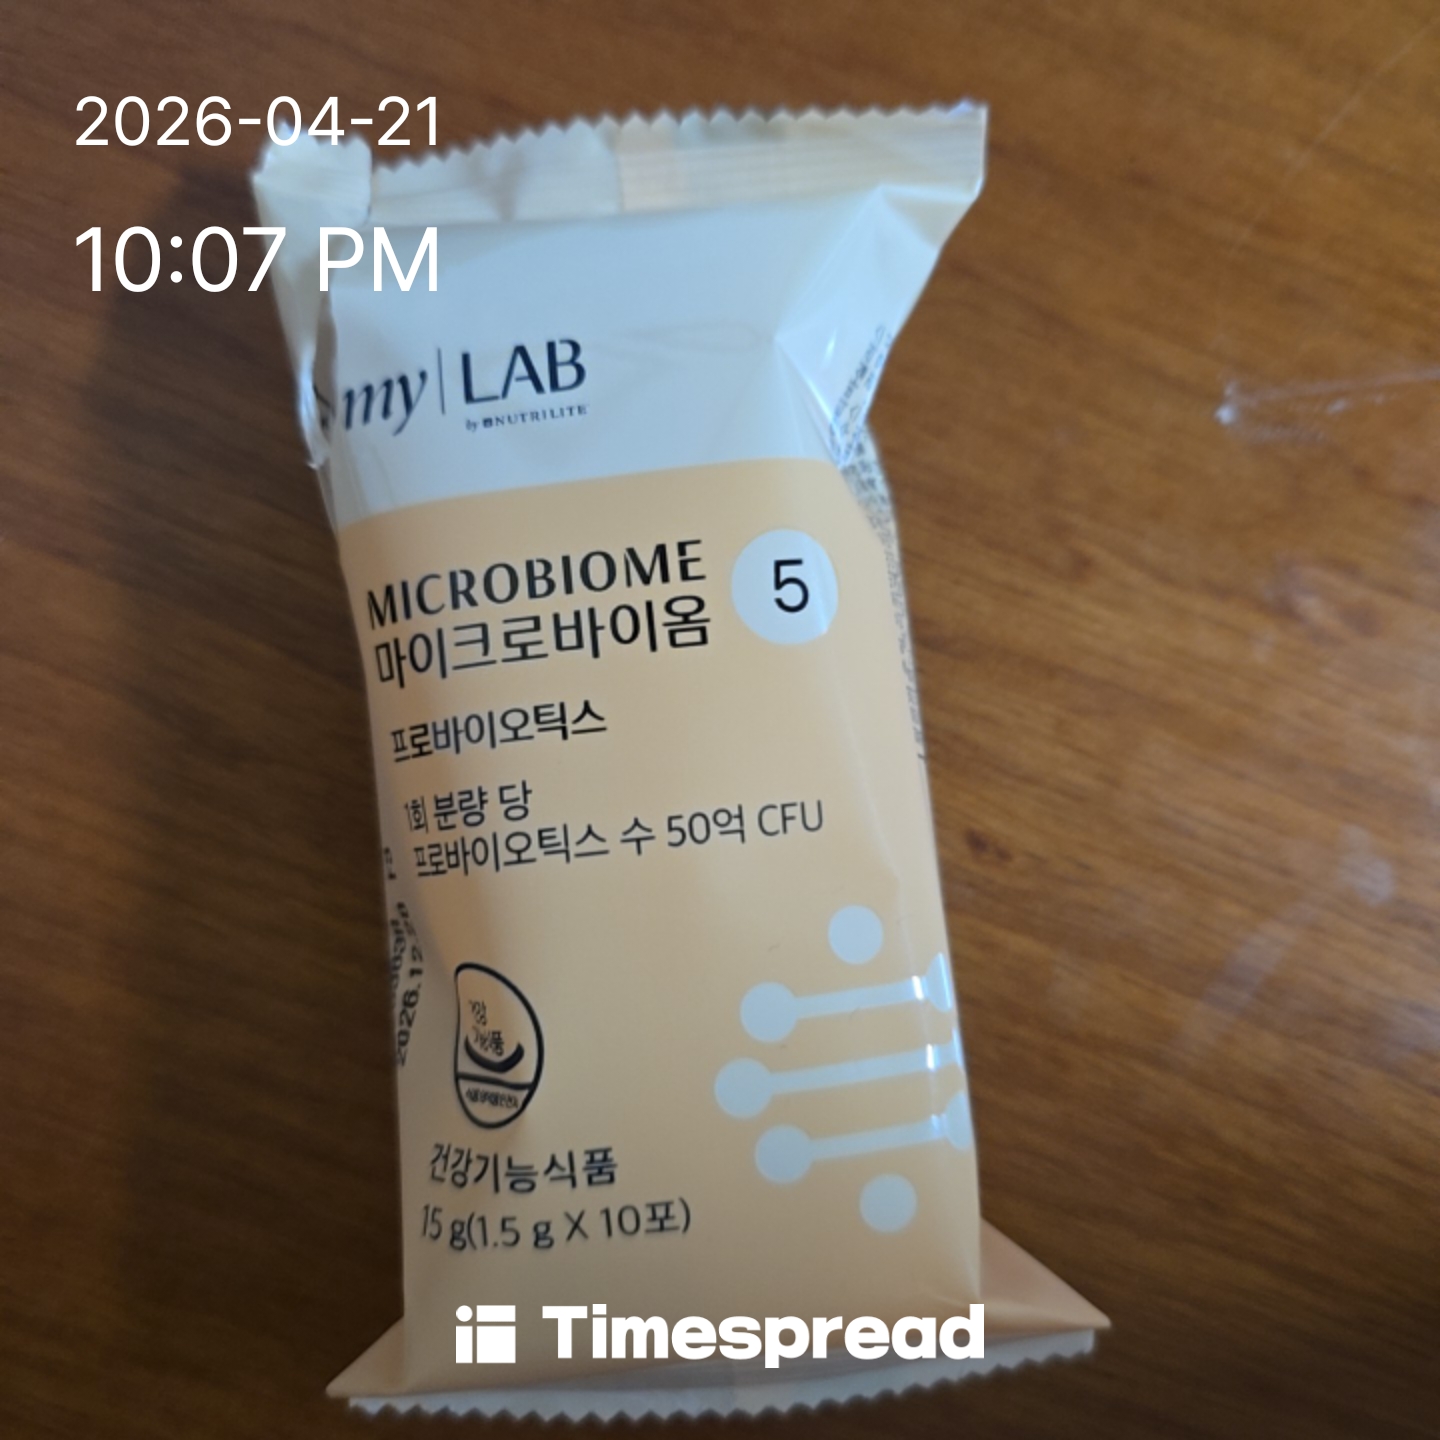 2026-04-21
10:07 PM
my | LAB
by NUTRILITE
MICROBIOME
마이크로바이옴
5
프로바이오틱스
1회 분량 당
프로바이오틱스 수 50억 CFU
2026.12
건강기능식품
15 g(1.5 g X 10포)
Timespread